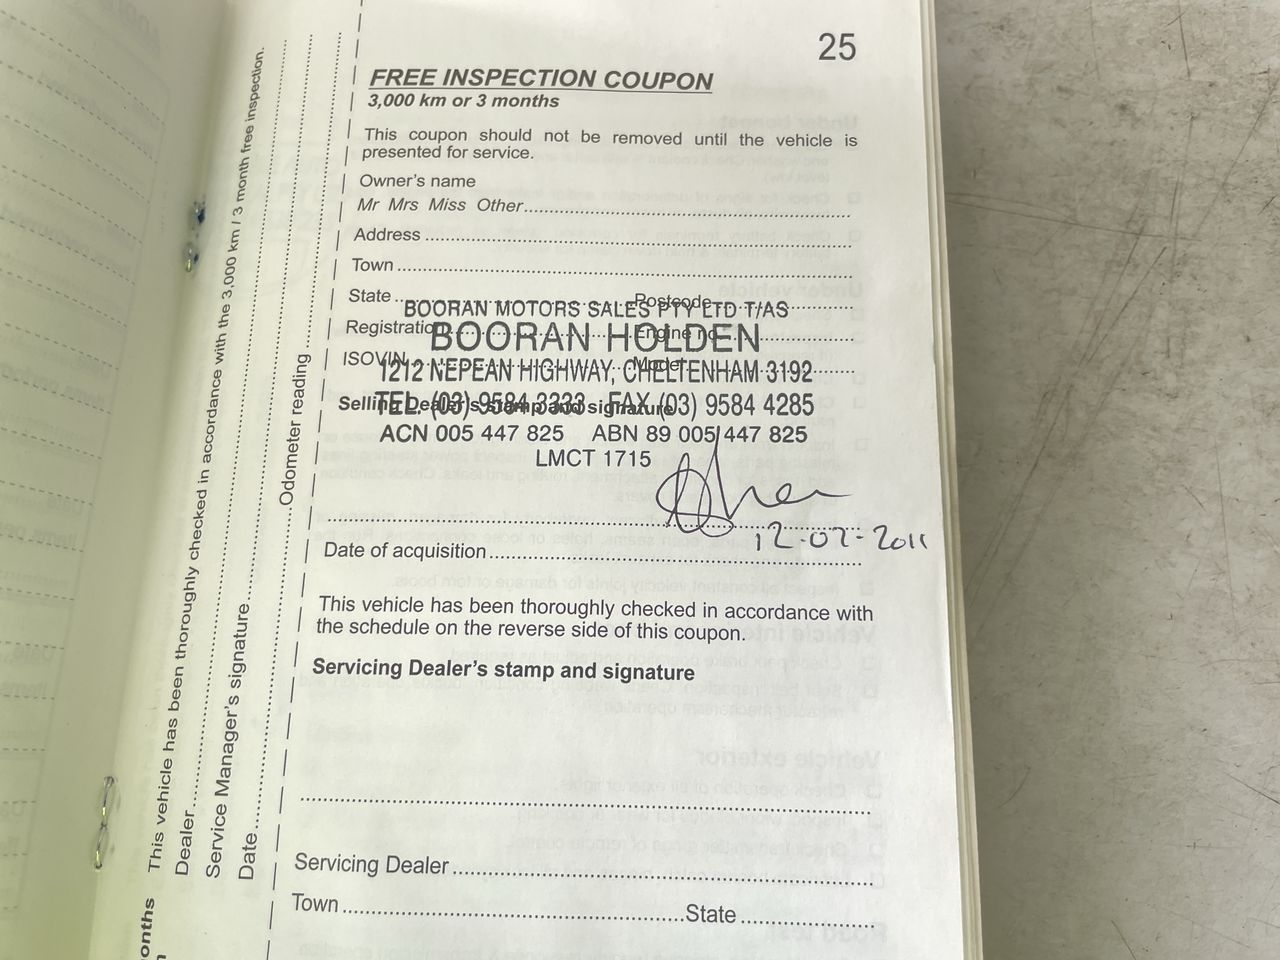 25
FREE INSPECTION COUPON
3,000 km or 3 months
This coupon should not be removed until the vehicle is
presented for service.
Owner's name
Mr Mrs Miss Other
Address
Town
State Postcode
BOORAN MOTORS SALES PTY LTD T/AS
Registration Engine no.
BOORAN HOLDEN
ISOVIN Model
1212 NEPEAN HIGHWAY, CHELTENHAM 3192
Selling Dealer's stamp and signature
TEL (03) 9584 3333 FAX (03) 9584 4285
ACN 005 447 825 ABN 89 005 447 825
LMCT 1715
12-07-2011
Date of acquisition
This vehicle has been thoroughly checked in accordance with
the schedule on the reverse side of this coupon.
Servicing Dealer's stamp and signature
Servicing Dealer
Town State
This vehicle has been thoroughly checked in accordance with the 3,000 km / 3 month free inspection.
Dealer
Service Manager's signature
Date Odometer reading